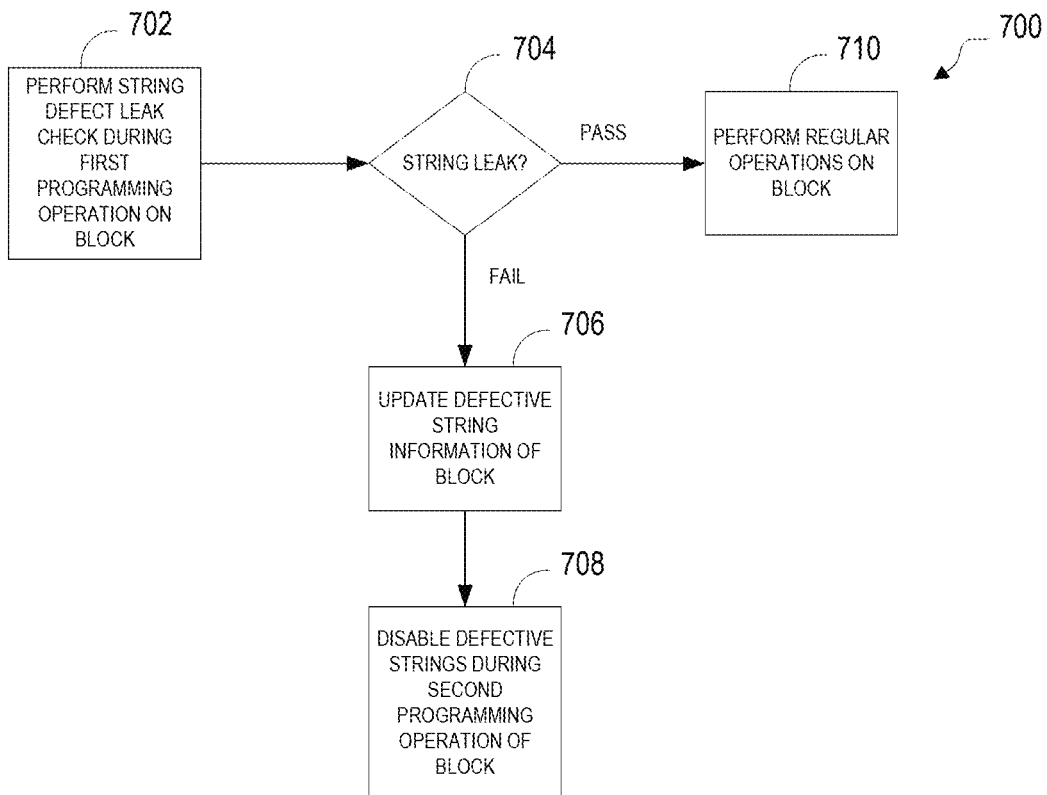 702
PERFORM STRING
DEFECT LEAK
CHECK DURING
FIRST
PROGRAMMING
OPERATION ON
BLOCK
704
STRING LEAK?
PASS
710
PERFORM REGULAR
OPERATIONS ON
BLOCK
700
FAIL
706
UPDATE DEFECTIVE
STRING
INFORMATION OF
BLOCK
708
DISABLE DEFECTIVE
STRINGS DURING
SECOND
PROGRAMMING
OPERATION OF
BLOCK